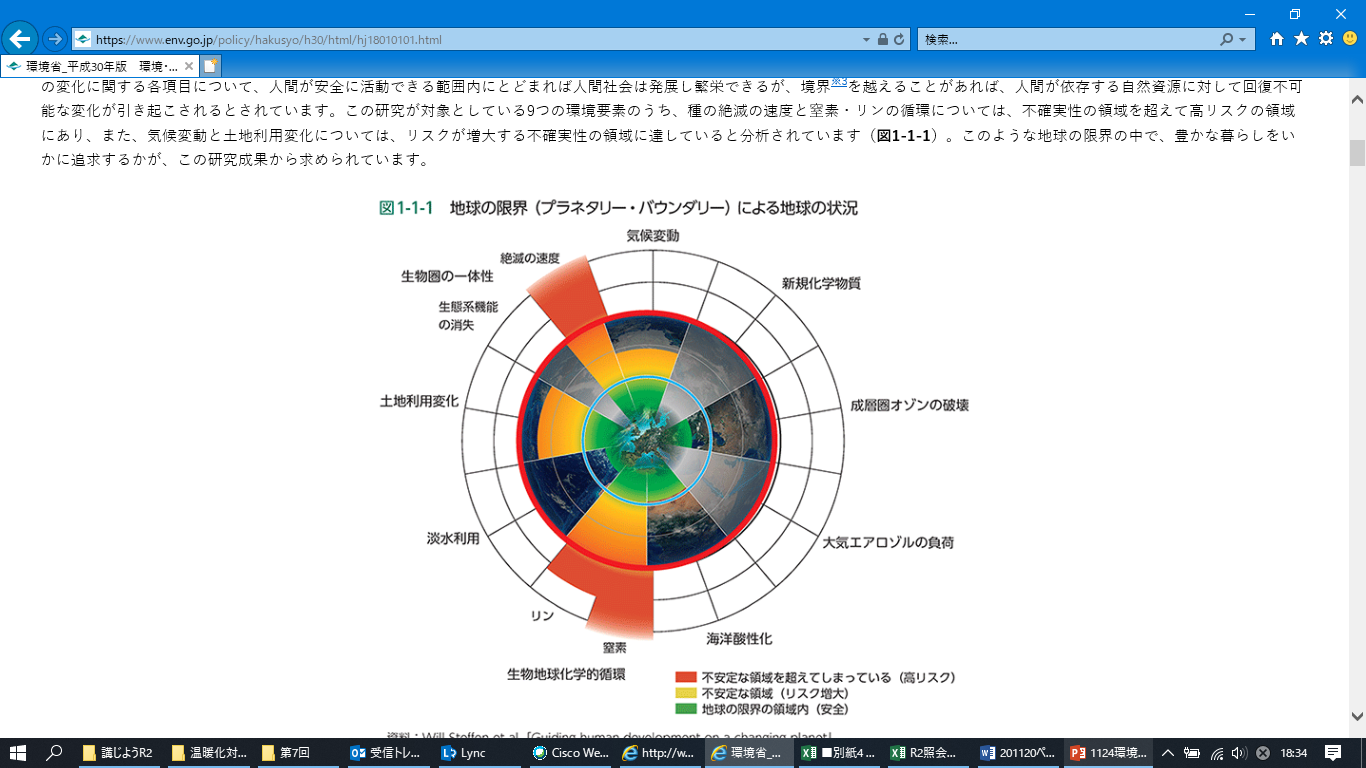 https://www.env.go.jp/policy/hakusyo/h30/html/hj18010101.html
検索...
環境省_平成30年版　環境・...
の変化に関する各項目について、人間が安全に活動できる範囲内にとどまれば人間社会は発展し繁栄できるが、境界※3を越えることがあれば、人間が依存する自然資源に対して回復不可
能な変化が引き起こされるとされています。この研究が対象としている9つの環境要素のうち、種の絶滅の速度と窒素・リンの循環については、不確実性の領域を超えて高リスクの領域
にあり、また、気候変動と土地利用変化については、リスクが増大する不確実性の領域に達していると分析されています（図1-1-1）。このような地球の限界の中で、豊かな暮らしをい
かに追求するかが、この研究成果から求められています。
図1-1-1　地球の限界（プラネタリー・バウンダリー）による地球の状況
気候変動
絶滅の速度
生物圏の一体性
新規化学物質
生態系機能
の消失
土地利用変化
成層圏オゾンの破壊
淡水利用
大気エアロゾルの負荷
リン
海洋酸性化
窒素
生物地球化学的循環
不安定な領域を超えてしまっている（高リスク）
不安定な領域（リスク増大）
地球の限界の領域内（安全）
資料：Will Steffen et al.「Guiding human development on a changing planet」
識じようR2
温暖化対...
第7回
受信トレ...
Lync
Cisco We...
http://w...
環境省_...
■別紙4 ...
R2照会...
201120ペ...
1124環境...
18:34